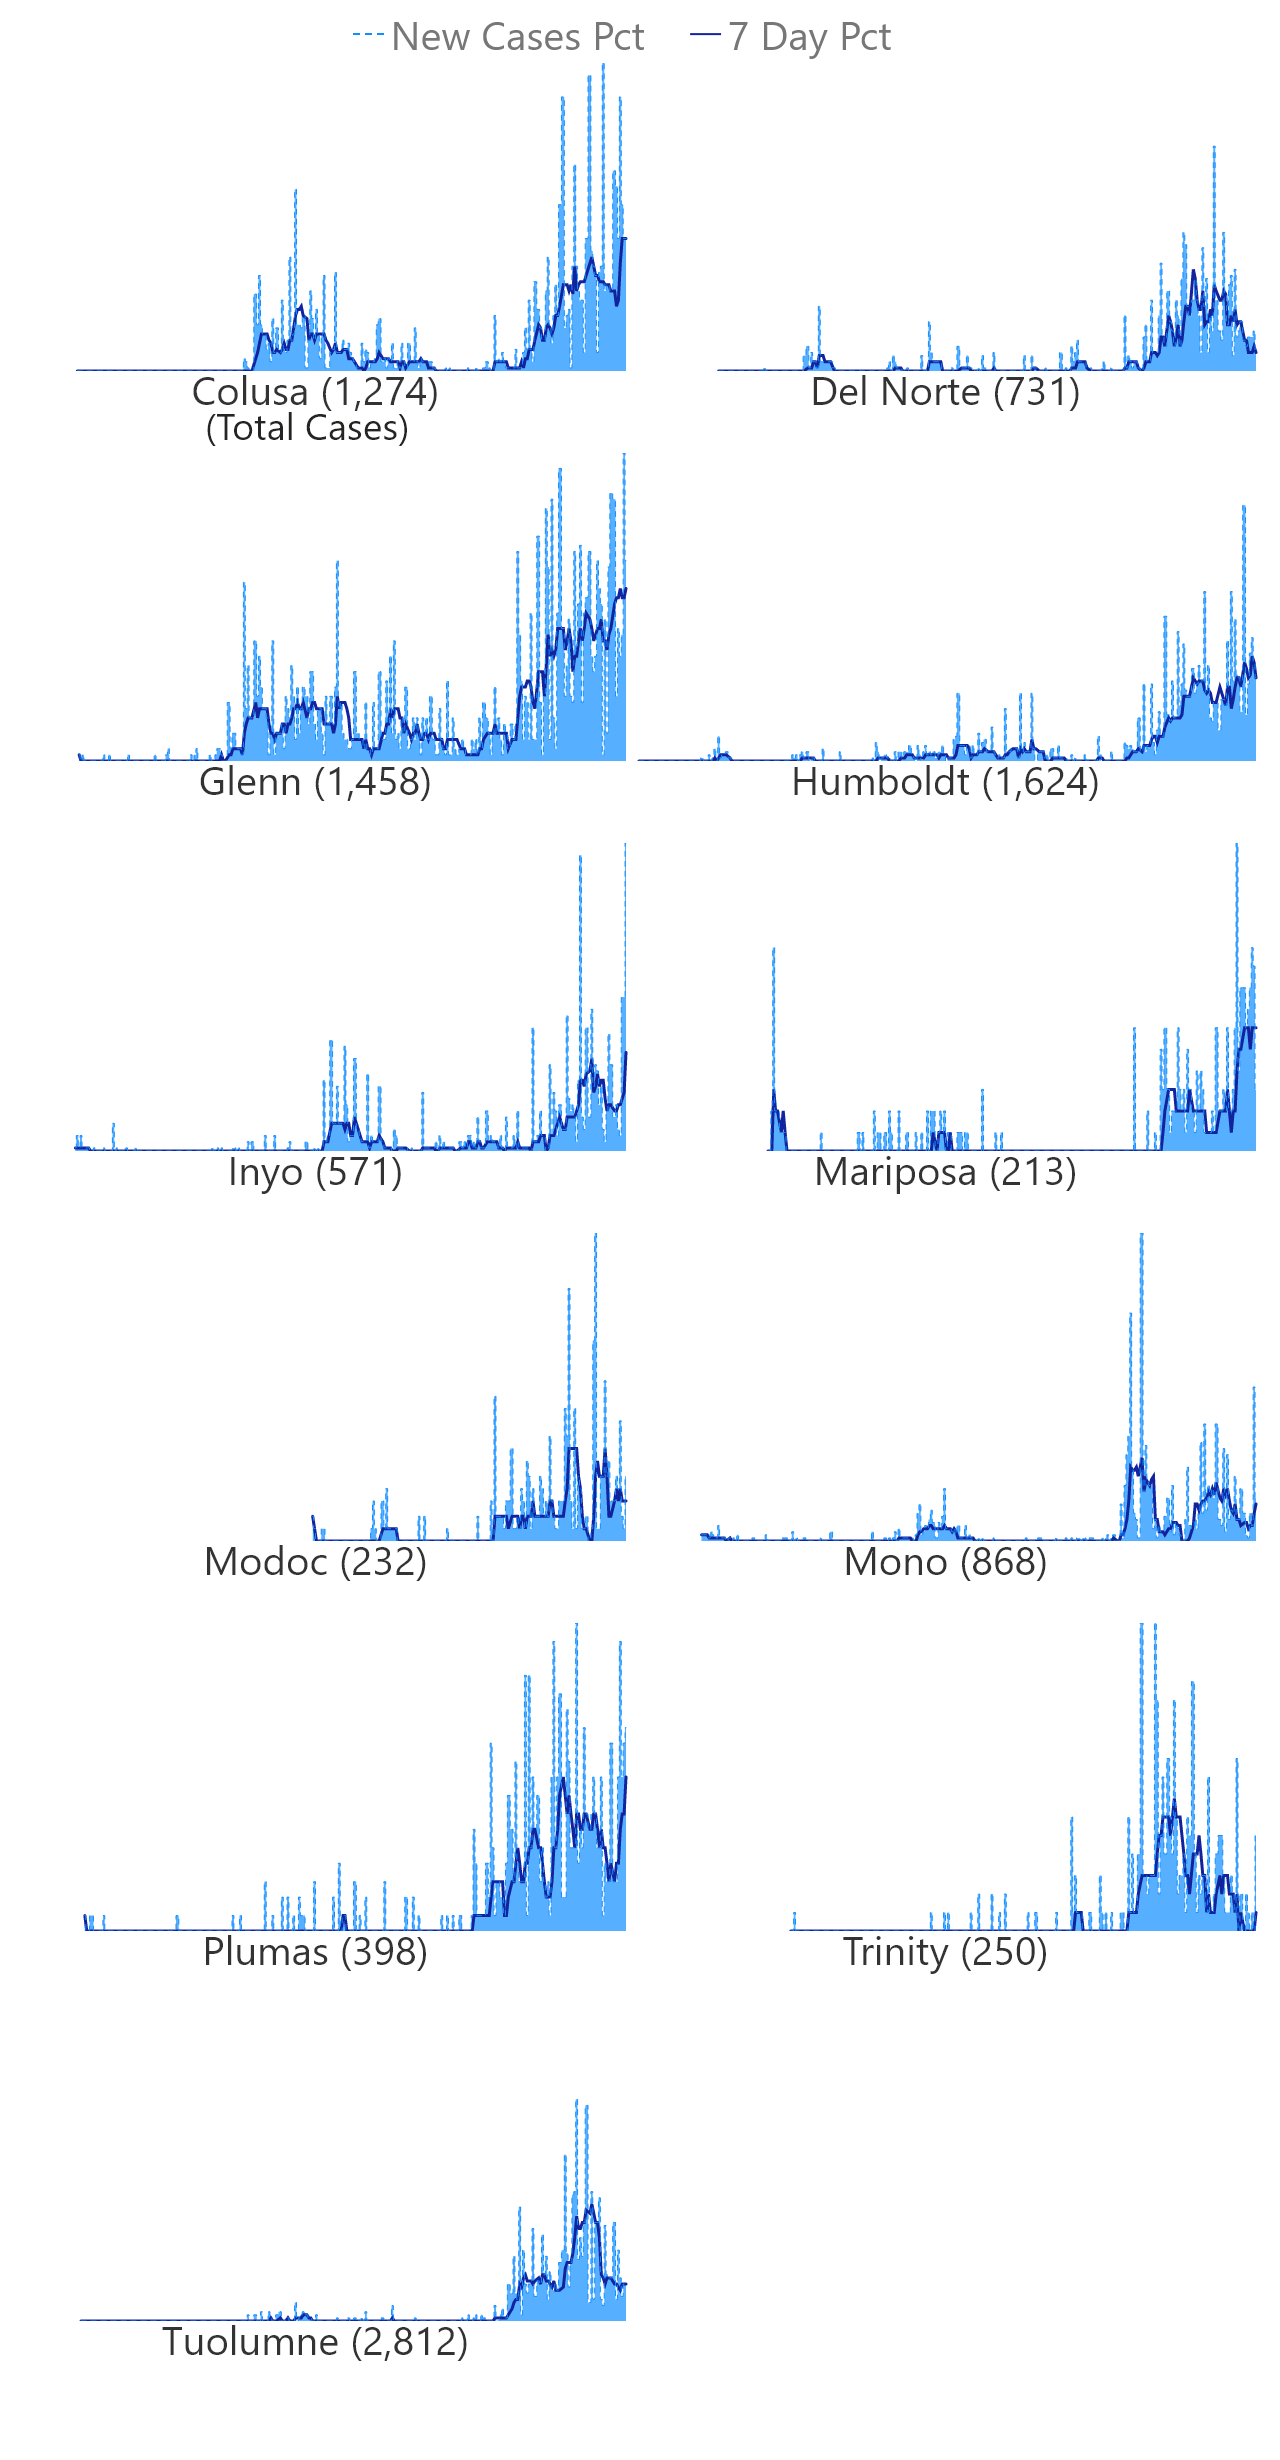 New Cases Pct 7 Day Pct
Colusa (1,274) Del Norte (731)
(Total Cases)
Glenn (1,458) Humboldt (1,624)
Inyo (571) Mariposa (213)
Modoc (232) Mono (868)
Plumas (398) Trinity (250)
Tuolumne (2,812)